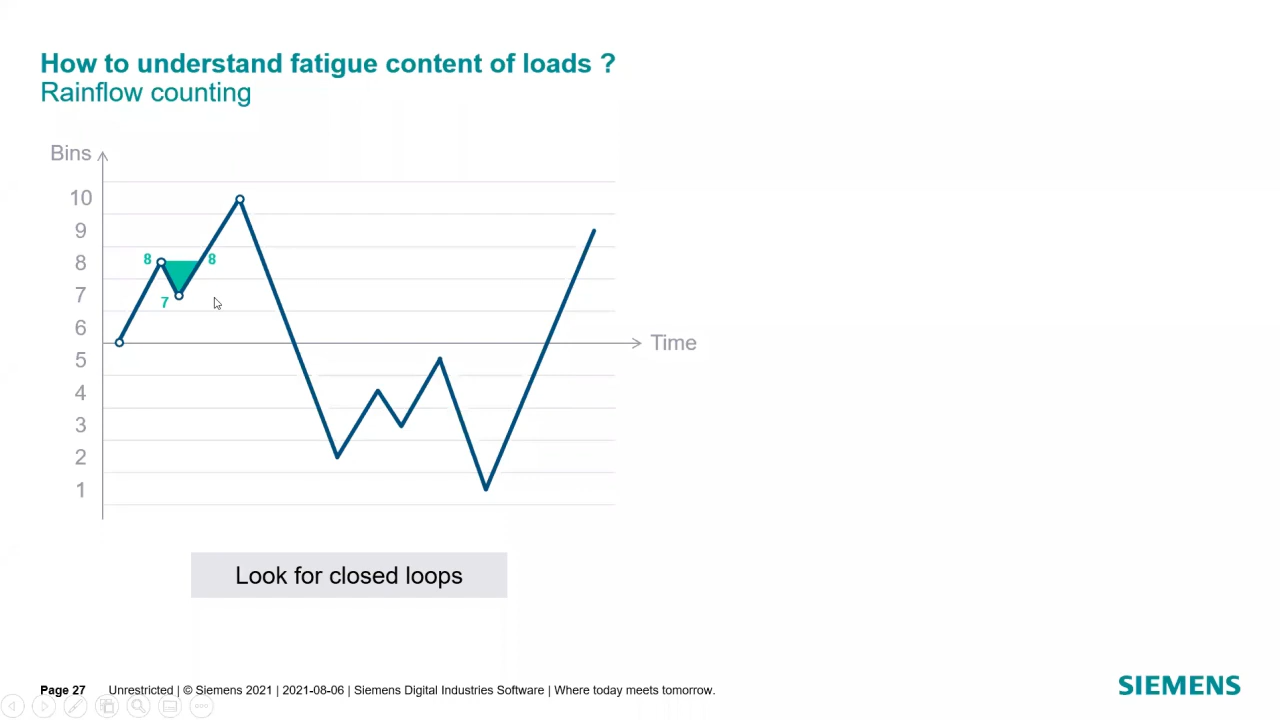 How to understand fatigue content of loads ?
Rainflow counting
Bins
10
9
8
7
6
5
4
3
2
1
8
8
7
Time
Look for closed loops
Page 27 Unrestricted | © Siemens 2021 | 2021-08-06 | Siemens Digital Industries Software | Where today meets tomorrow.
SIEMENS